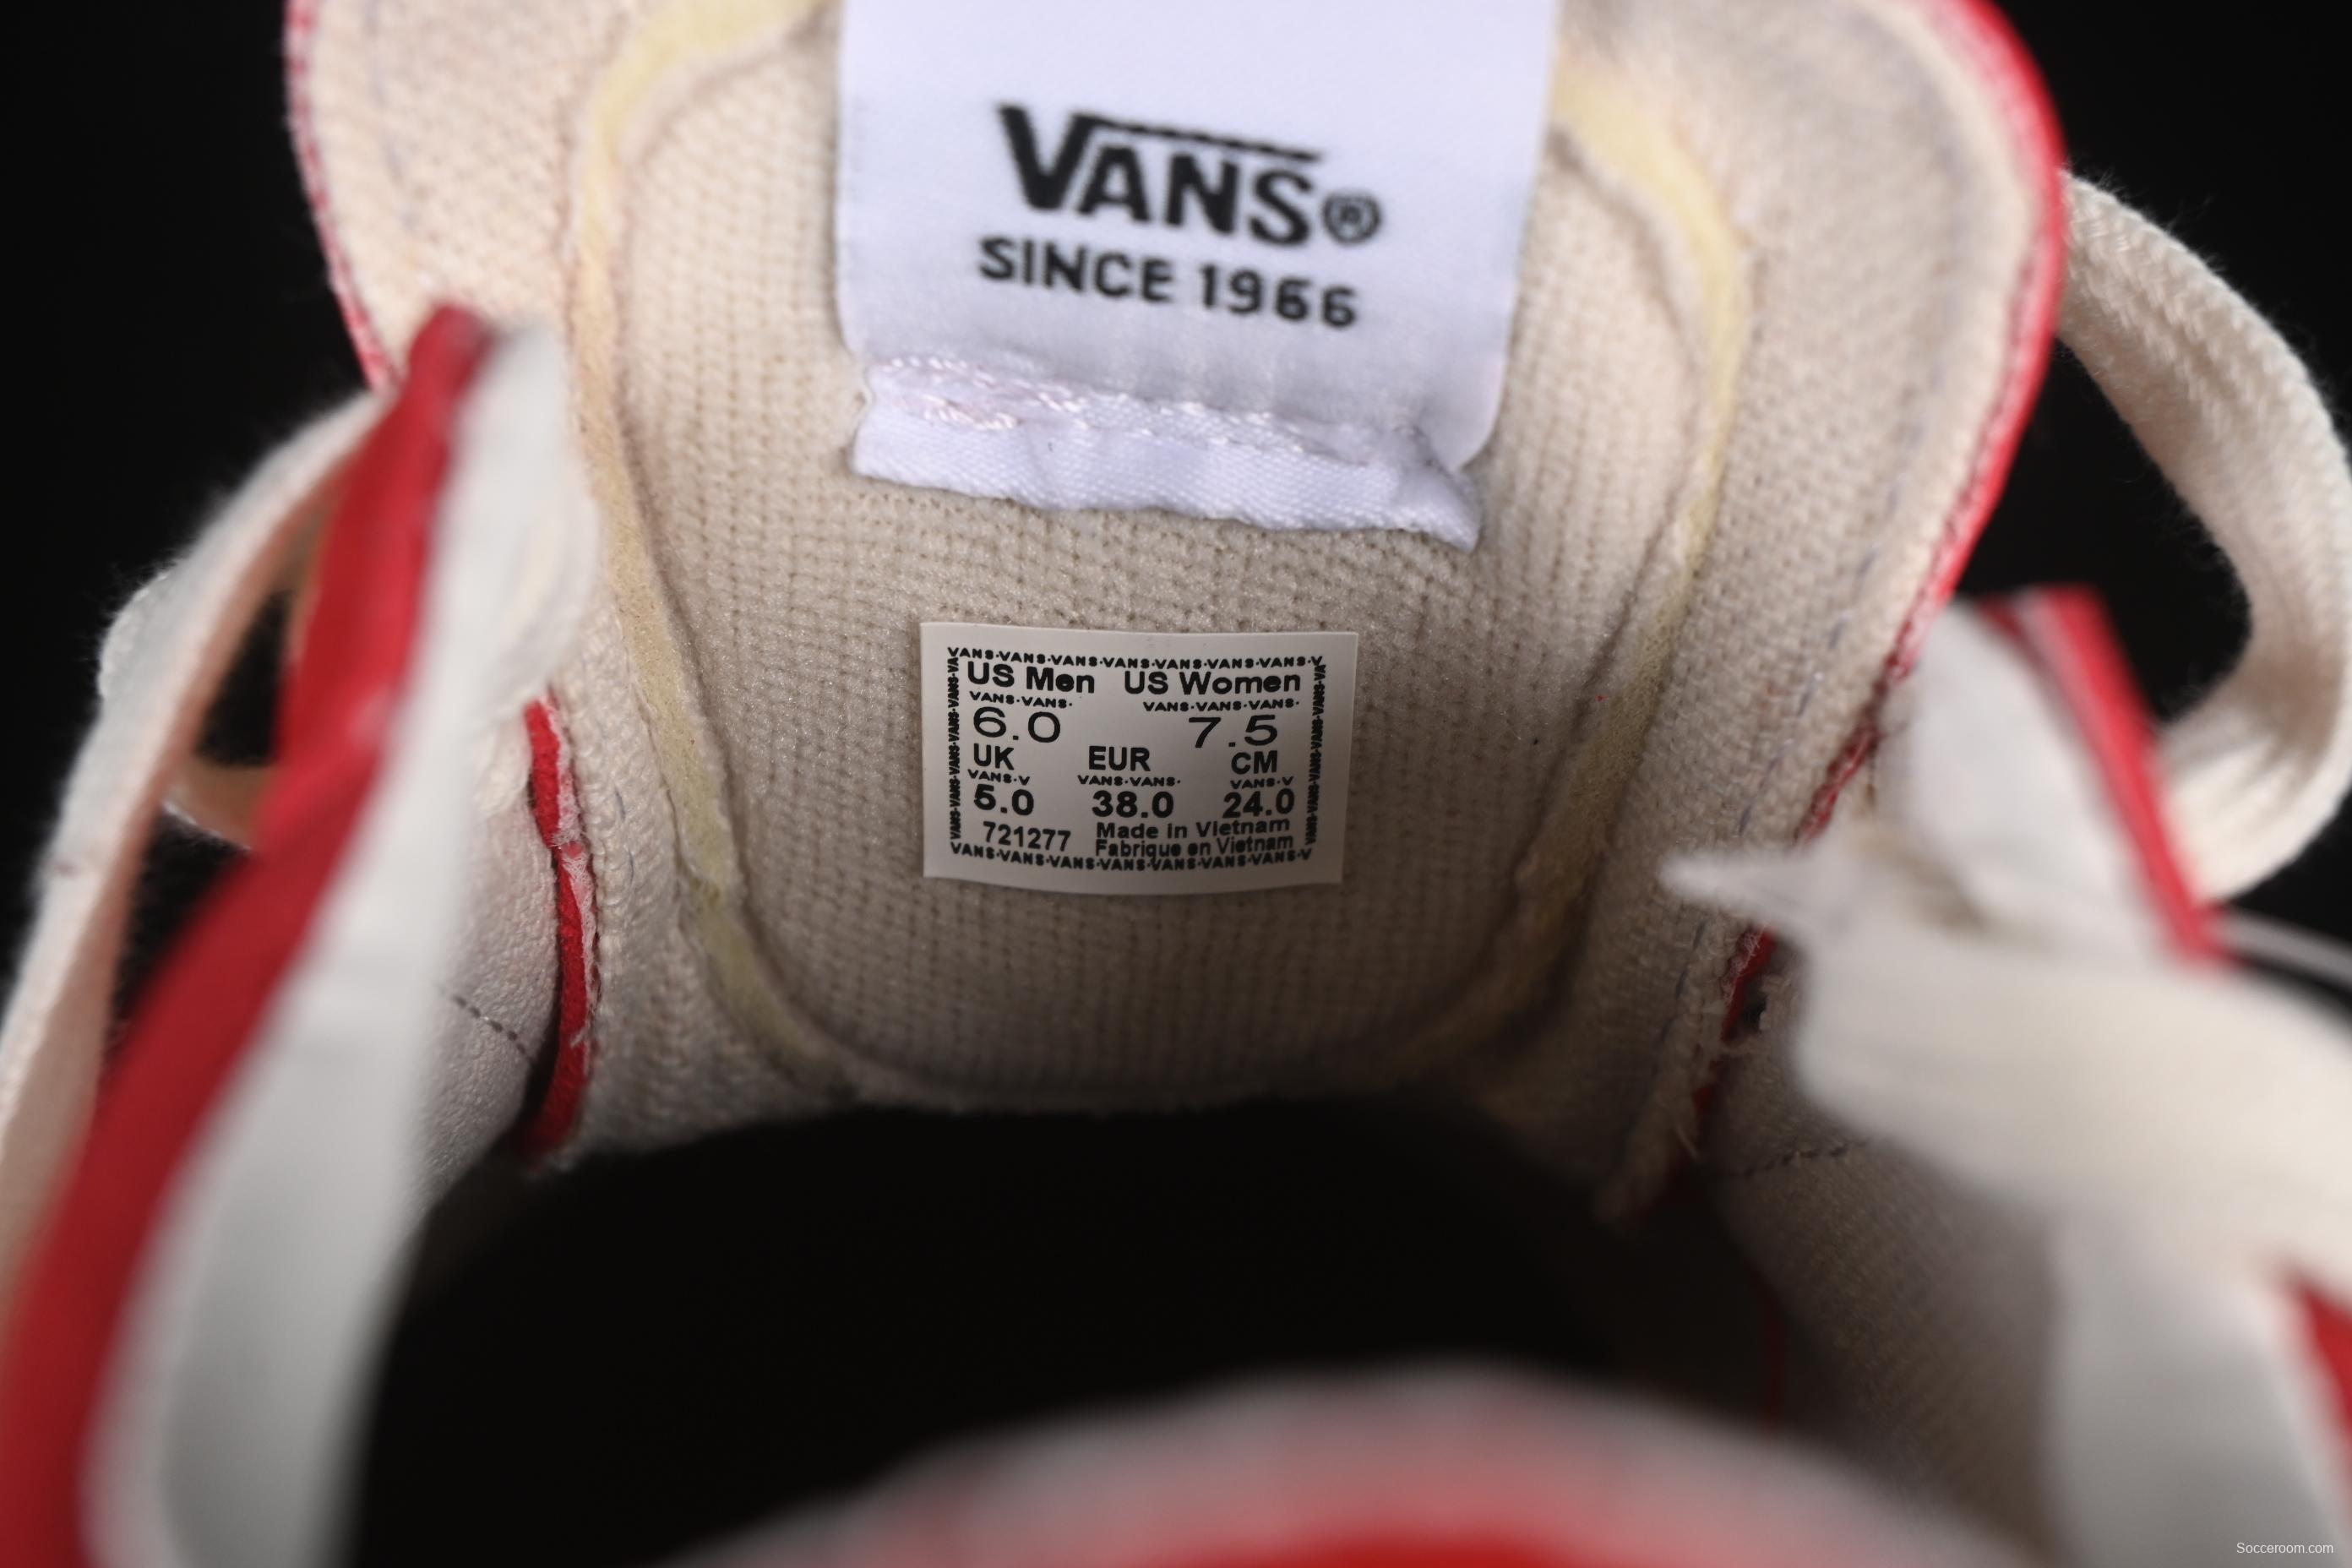 VANS®
SINCE 1966
VANS·VANS·VANS·VANS·VANS·VANS·VANS·V
US Men US Women
VANS·VANS· VANS·VANS·VANS·
6.0 7.5
UK EUR CM
VANS·V VANS·VANS· VANS·V
5.0 38.0 24.0
721277 Made in Vietnam
Fabrique en Vietnam
VANS·VANS·VANS·VANS·VANS·VANS·VANS·V
Socceroom.com